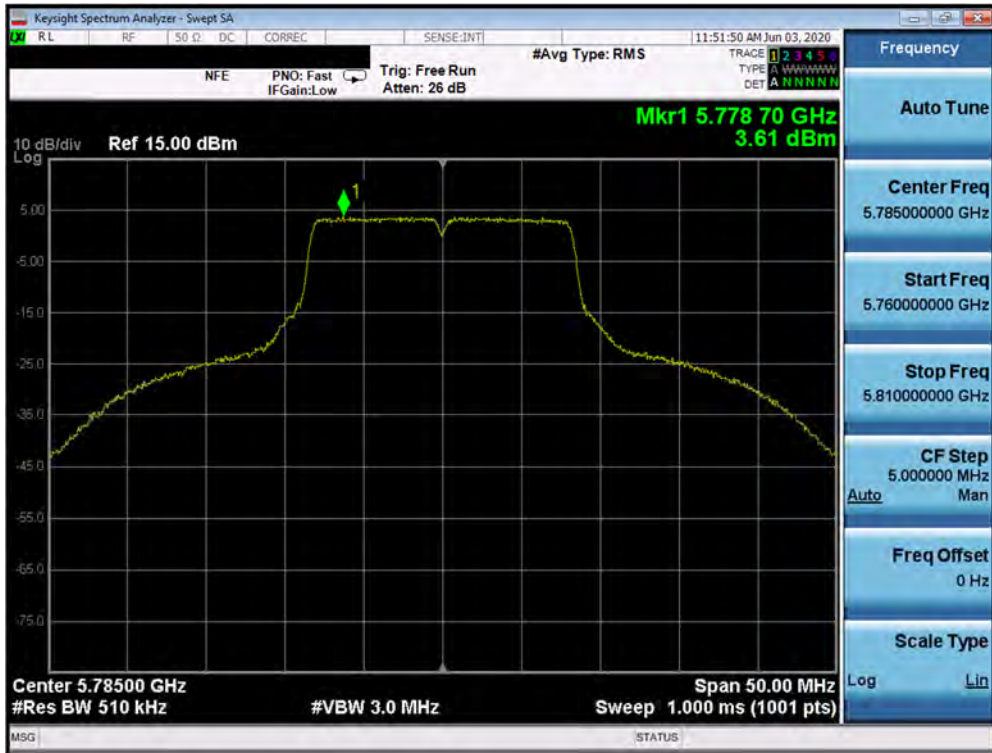 Keysight Spectrum Analyzer - Swept SA
LXI RL RF 50 Ω DC CORREC SENSE:INT 11:51:50 AM Jun 03, 2020
#Avg Type: RMS TRACE 1 2 3 4 5 6
NFE PNO: Fast Trig: Free Run TYPE A WWWWW
IFGain:Low Atten: 26 dB DET A N N N N N
Mkr1 5.778 70 GHz
3.61 dBm
10 dB/div Ref 15.00 dBm
Log
1
5.00
-5.00
-15.0
-25.0
-35.0
-45.0
-55.0
-65.0
-75.0
Center 5.78500 GHz Span 50.00 MHz
#Res BW 510 kHz #VBW 3.0 MHz Sweep 1.000 ms (1001 pts)
MSG STATUS
Frequency
Auto Tune
Center Freq
5.785000000 GHz
Start Freq
5.760000000 GHz
Stop Freq
5.810000000 GHz
CF Step
5.000000 MHz
Auto Man
Freq Offset
0 Hz
Scale Type
Log Lin